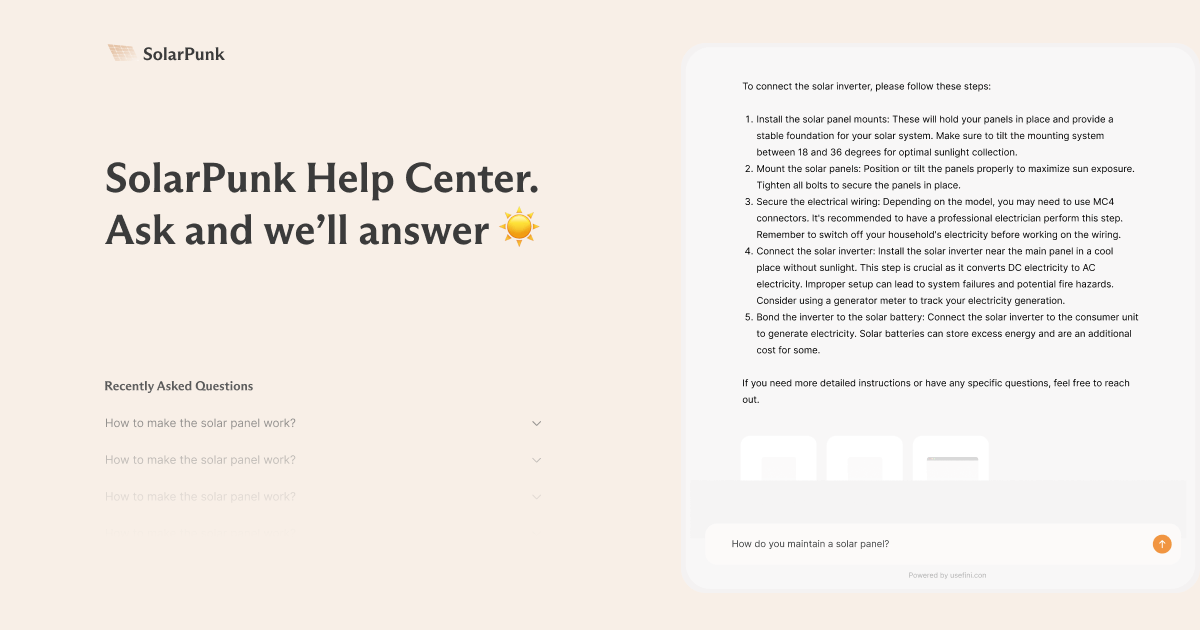 SolarPunk
SolarPunk Help Center.
Ask and we’ll answer
Recently Asked Questions
How to make the solar panel work?
How to make the solar panel work?
How to make the solar panel work?
To connect the solar inverter, please follow these steps:
1. Install the solar panel mounts: These will hold your panels in place and provide a
stable foundation for your solar system. Make sure to tilt the mounting system
between 18 and 36 degrees for optimal sunlight collection.
2. Mount the solar panels: Position or tilt the panels properly to maximize sun exposure.
Tighten all bolts to secure the panels in place.
3. Secure the electrical wiring: Depending on the model, you may need to use MC4
connectors. It's recommended to have a professional electrician perform this step.
Remember to switch off your household's electricity before working on the wiring.
4. Connect the solar inverter: Install the solar inverter near the main panel in a cool
place without sunlight. This step is crucial as it converts DC electricity to AC
electricity. Improper setup can lead to system failures and potential fire hazards.
Consider using a generator meter to track your electricity generation.
5. Bond the inverter to the solar battery: Connect the solar inverter to the consumer unit
to generate electricity. Solar batteries can store excess energy and are an additional
cost for some.
If you need more detailed instructions or have any specific questions, feel free to reach
out.
How do you maintain a solar panel?
Powered by usefini.con